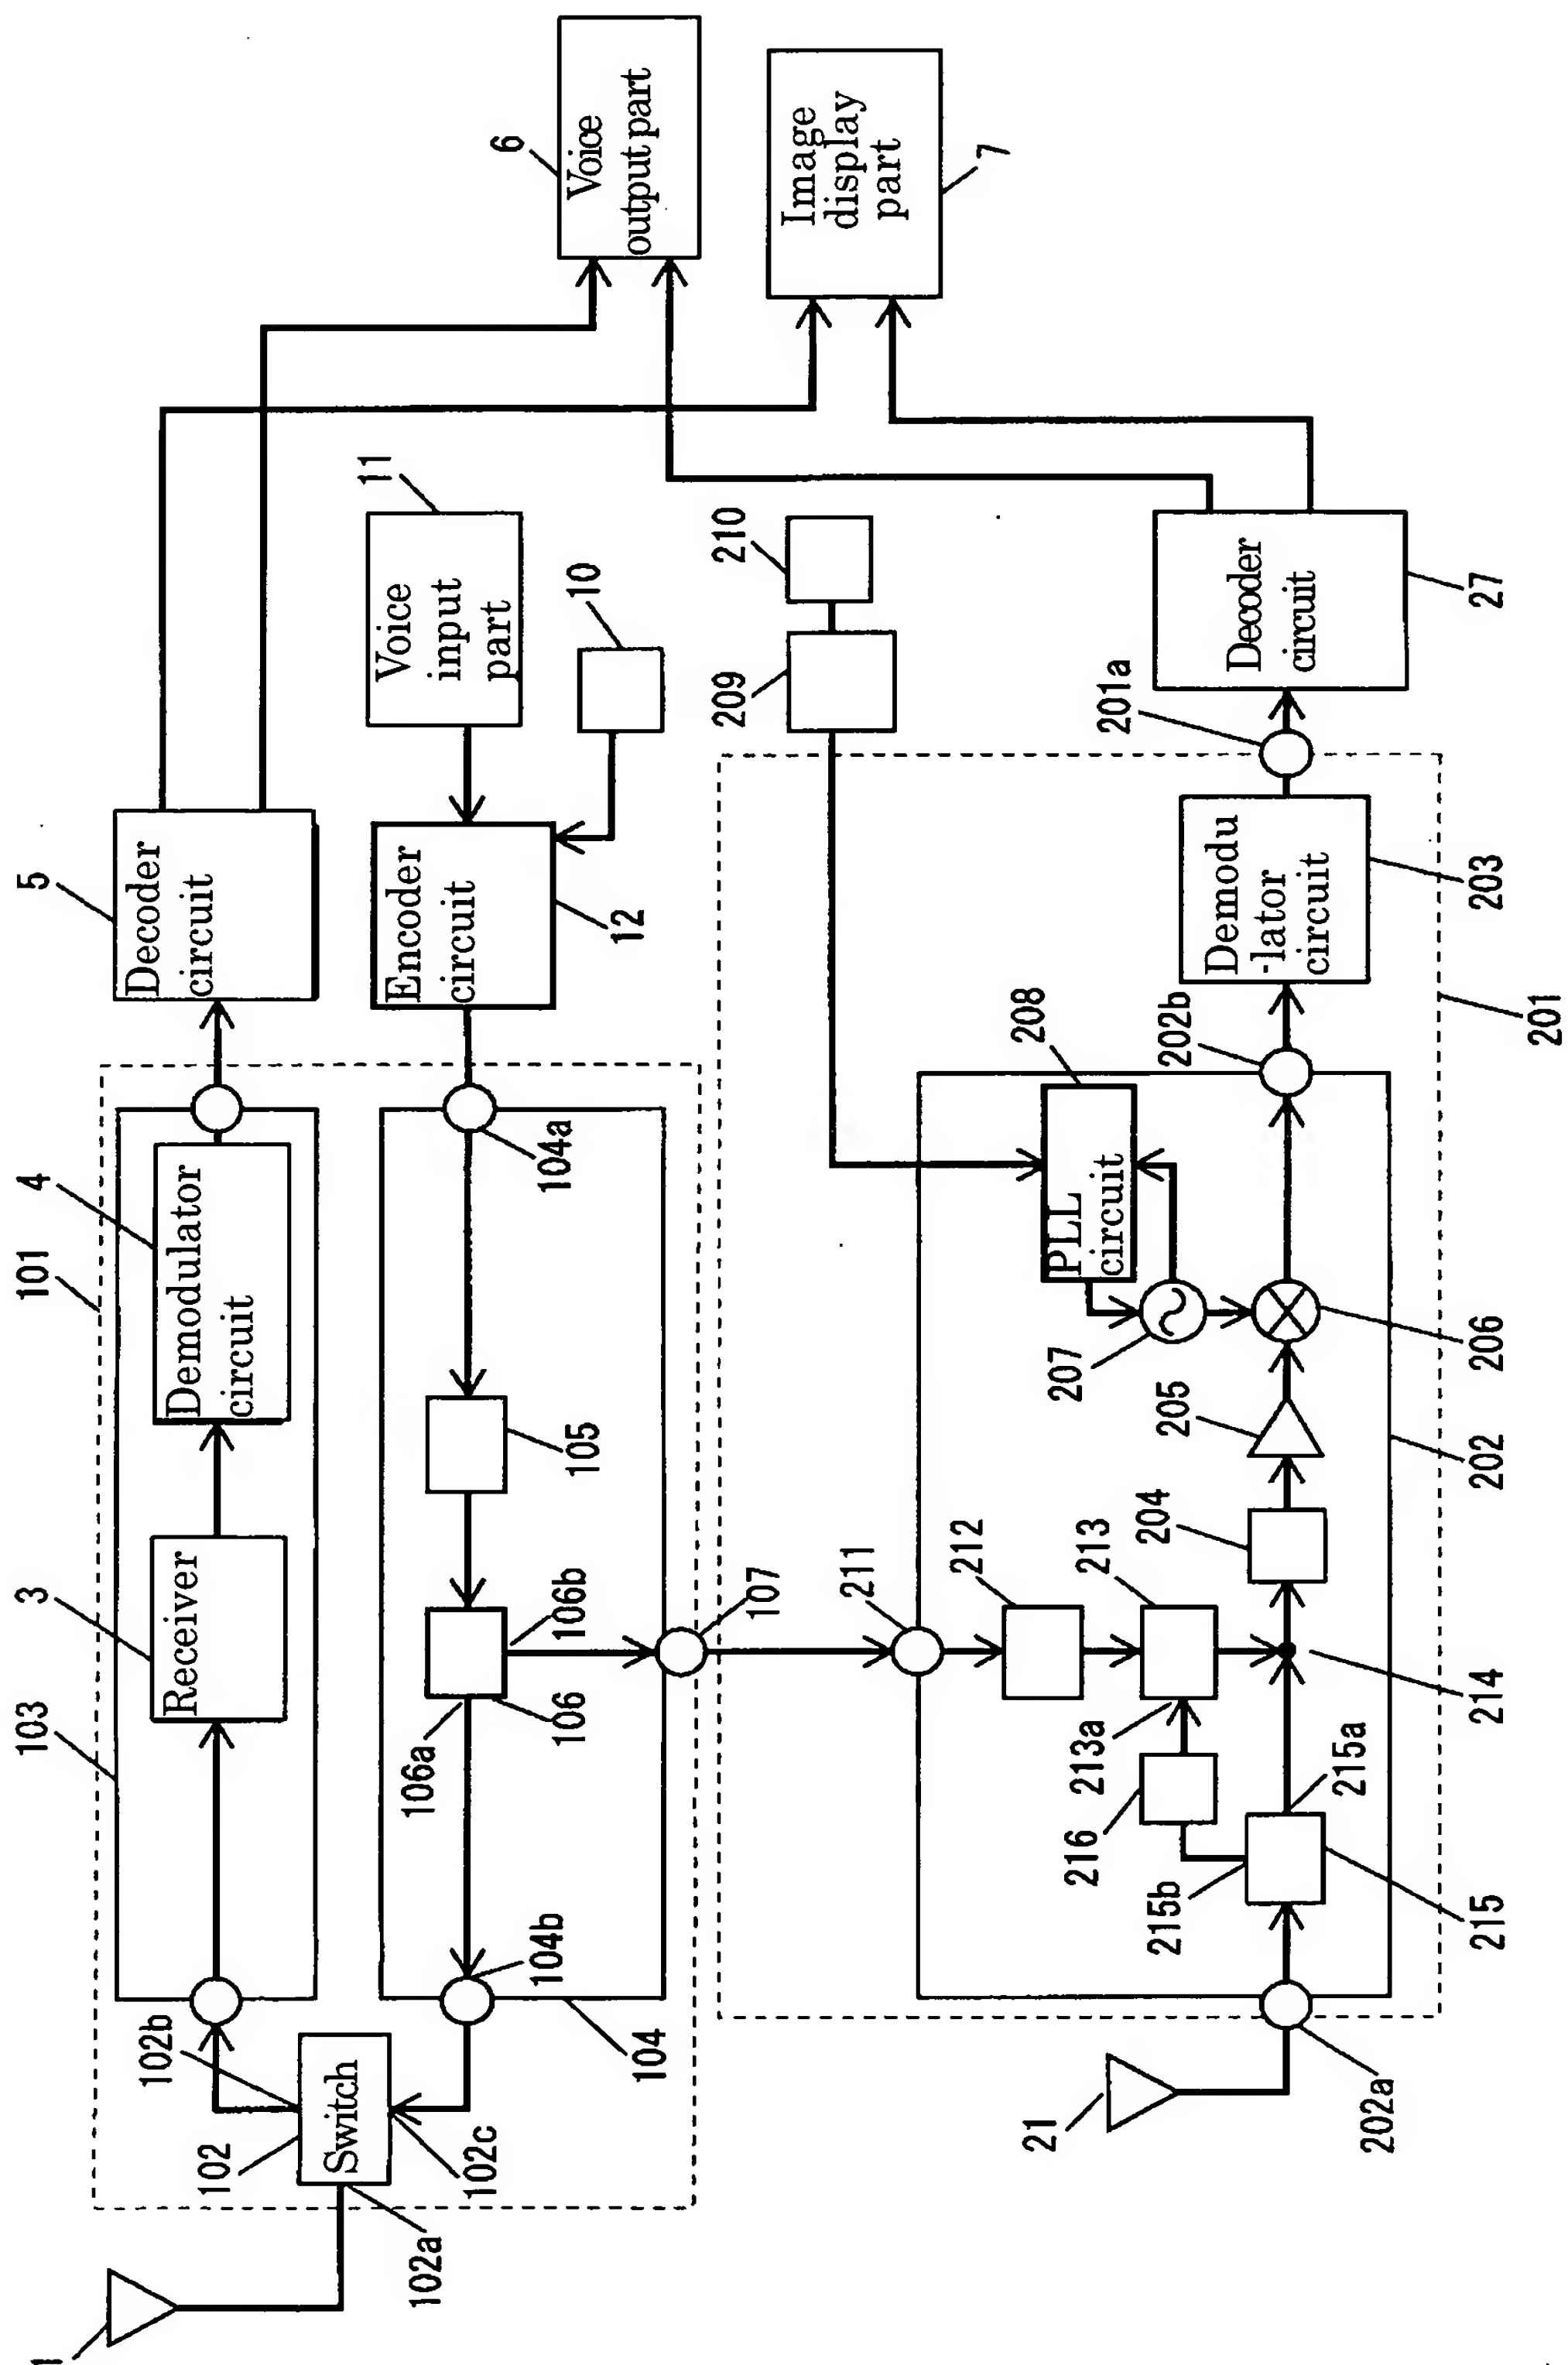 1
102a
102
Switch
102b
102c
101
103
3
Receiver
4
Demodulator
circuit
5
Decoder
circuit
104
104b
106a
106
106b
105
104a
107
Encoder
circuit
12
11
Voice
input
part
10
6
Voice
output part
Image
display
part
7
21
202a
215
215b
215a
216
213a
211
212
213
214
204
205
202
206
207
208
PLL
circuit
202b
203
Demodu
-lator
circuit
201
201a
209
210
Decoder
circuit
27